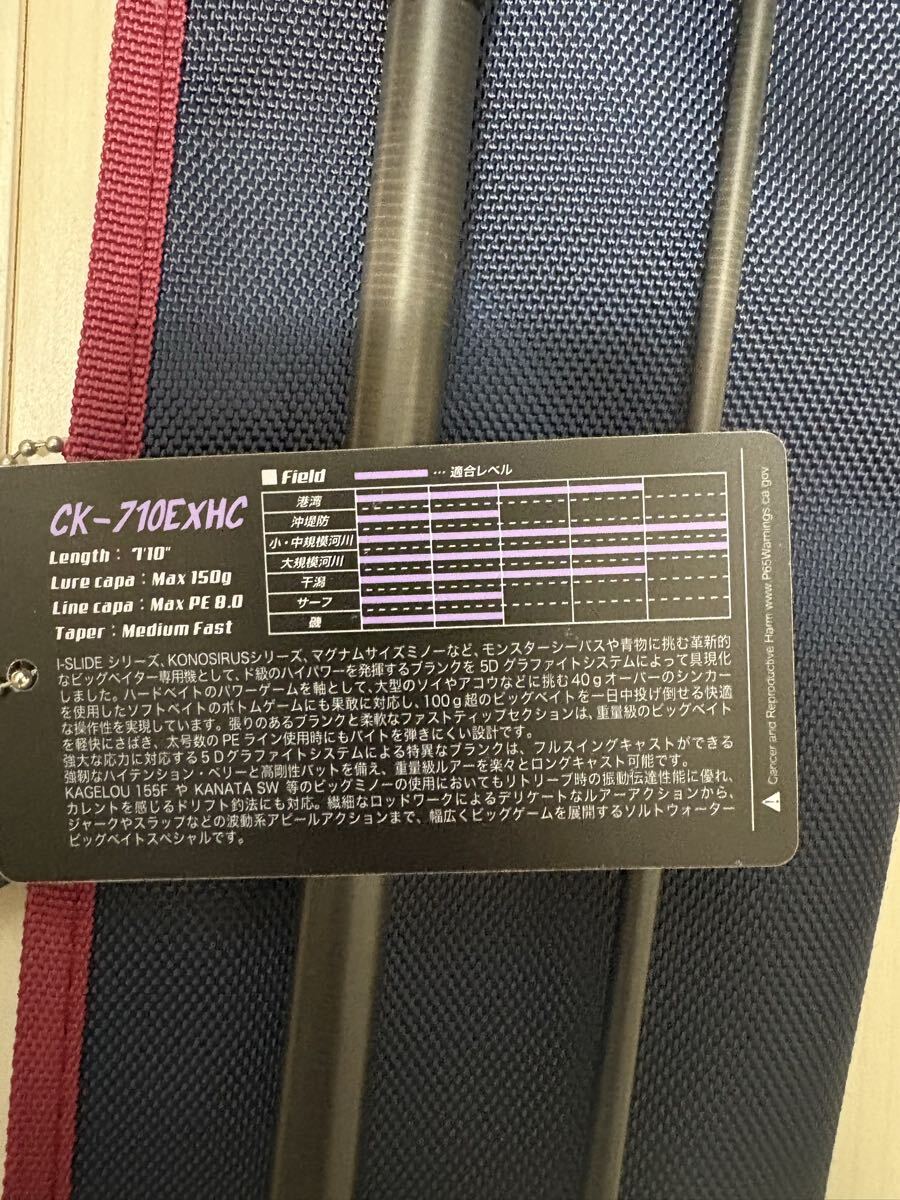 CK-710EXHC
Length : 7'10"
Lure capa : Max 150g
Line capa : Max PE 8.0
Taper : Medium Fast
Field
… 適合レベル
港湾
沖堤防
小・中規模河川
大規模河川
干潟
サーフ
磯
I-SLIDE シリーズ、KONOSIRUSシリーズ、マグナムサイズミノーなど、モンスターシーバスや青物に挑む革新的
なビッグベイター専用機として、ド級のハイパワーを発揮するブランクを 5D グラファイトシステムによって具現化
しました。ハードベイトのパワーゲームを軸として、大型のソイやアコウなどに挑む40gオーバーのシンカー
を使用したソフトベイトのボトムゲームにも果敢に対応し、100g超のビッグベイトを一日中投げ倒せる快適
な操作性を実現しています。張りのあるブランクと柔軟なファストティップセクションは、重量級のビッグベイト
を軽快にさばき、太号数の PE ライン使用時にもバイトを弾きにくい設計です。
強大な応力に対応する5Dグラファイトシステムによる特異なブランクは、フルスイングキャストができる
強靭なハイテンション・ベリーと高剛性バットを備え、重量級ルアーを楽々とロングキャスト可能です。
KAGELOU 155F や KANATA SW 等のビッグミノーの使用においてもリトリーブ時の振動伝達性能に優れ、
カレントを感じるドリフト釣法にも対応。繊細なロッドワークによるデリケートなルアーアクションから、
ジャークやスラップなどの波動系アピールアクションまで、幅広くビッグゲームを展開するソルトウォーター
ビッグベイトスペシャルです。
⚠ Cancer and Reproductive Harm www.P65Warnings.ca.gov